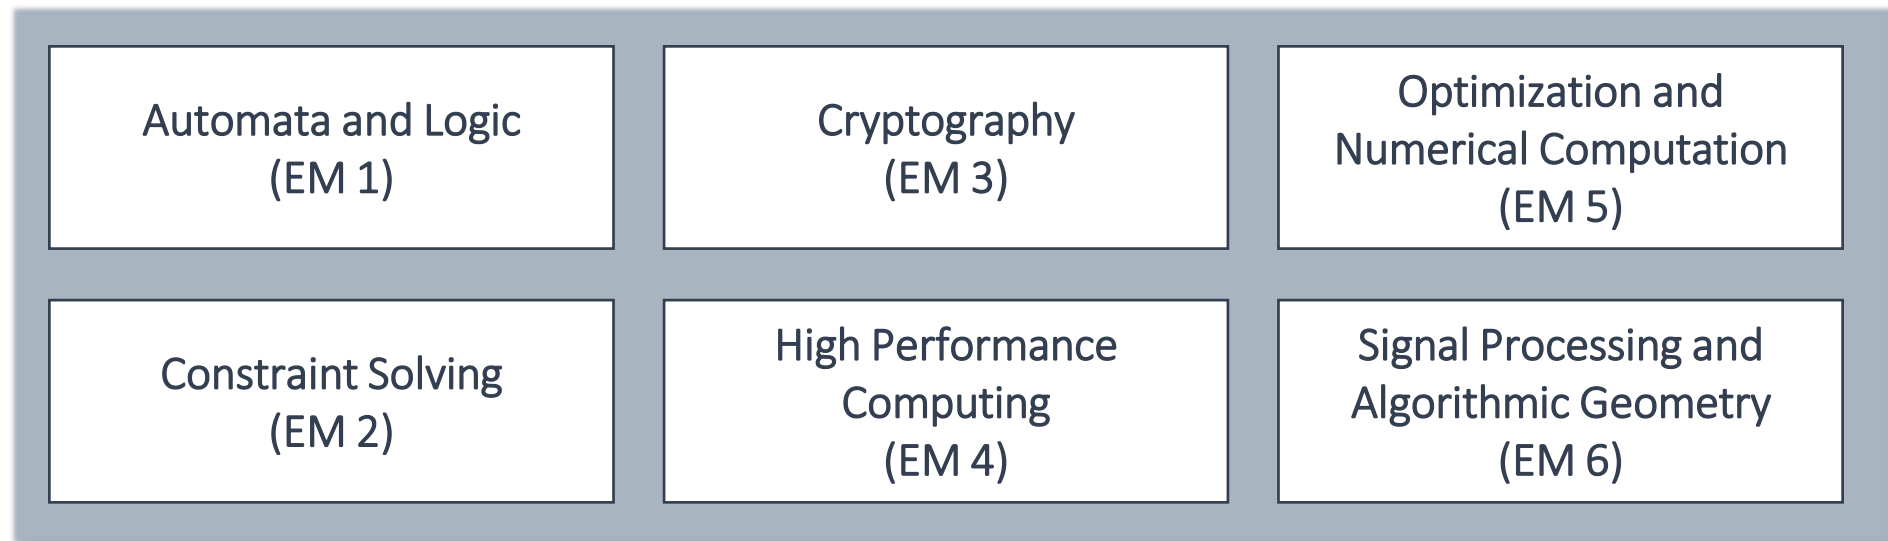 Automata and Logic
(EM 1)
Cryptography
(EM 3)
Optimization and
Numerical Computation
(EM 5)
Constraint Solving
(EM 2)
High Performance
Computing
(EM 4)
Signal Processing and
Algorithmic Geometry
(EM 6)